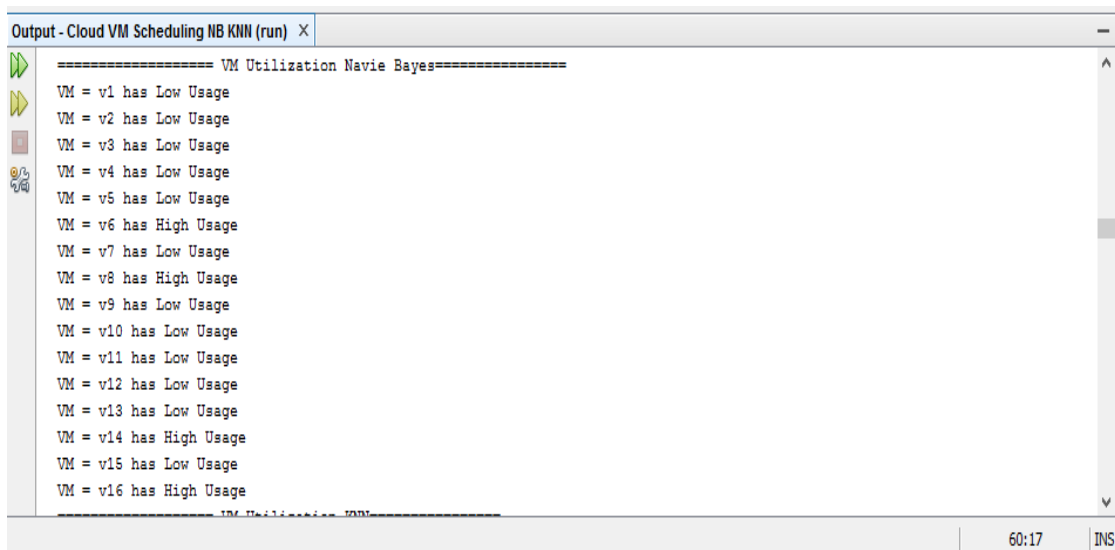 Output - Cloud VM Scheduling NB KNN (run) X
=================== VM Utilization Navie Bayes================
VM = v1 has Low Usage
VM = v2 has Low Usage
VM = v3 has Low Usage
VM = v4 has Low Usage
VM = v5 has Low Usage
VM = v6 has High Usage
VM = v7 has Low Usage
VM = v8 has High Usage
VM = v9 has Low Usage
VM = v10 has Low Usage
VM = v11 has Low Usage
VM = v12 has Low Usage
VM = v13 has Low Usage
VM = v14 has High Usage
VM = v15 has Low Usage
VM = v16 has High Usage
=================== VM Utilization KNN================
60:17 INS